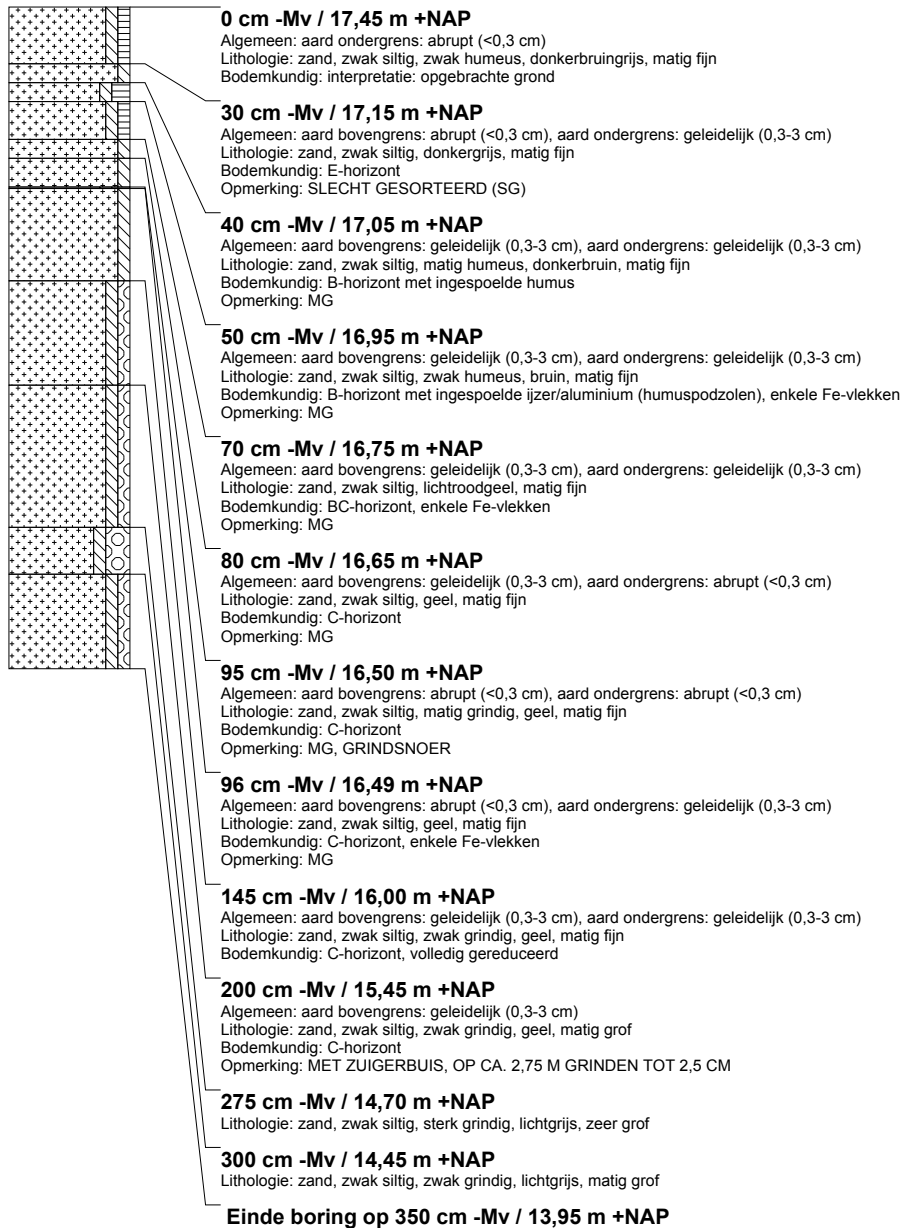 0 cm -Mv / 17,45 m +NAP
Algemeen: aard ondergrens: abrupt (<0,3 cm)
Lithologie: zand, zwak siltig, zwak humeus, donkerbruingrijs, matig fijn
Bodemkundig: interpretatie: opgebrachte grond
30 cm -Mv / 17,15 m +NAP
Algemeen: aard bovengrens: abrupt (<0,3 cm), aard ondergrens: geleidelijk (0,3-3 cm)
Lithologie: zand, zwak siltig, donkergrijs, matig fijn
Bodemkundig: E-horizont
Opmerking: SLECHT GESORTEERD (SG)
40 cm -Mv / 17,05 m +NAP
Algemeen: aard bovengrens: geleidelijk (0,3-3 cm), aard ondergrens: geleidelijk (0,3-3 cm)
Lithologie: zand, zwak siltig, matig humeus, donkerbruin, matig fijn
Bodemkundig: B-horizont met ingespoelde humus
Opmerking: MG
50 cm -Mv / 16,95 m +NAP
Algemeen: aard bovengrens: geleidelijk (0,3-3 cm), aard ondergrens: geleidelijk (0,3-3 cm)
Lithologie: zand, zwak siltig, zwak humeus, bruin, matig fijn
Bodemkundig: B-horizont met ingespoelde ijzer/aluminium (humuspodzolen), enkele Fe-vlekken
Opmerking: MG
70 cm -Mv / 16,75 m +NAP
Algemeen: aard bovengrens: geleidelijk (0,3-3 cm), aard ondergrens: geleidelijk (0,3-3 cm)
Lithologie: zand, zwak siltig, lichtroodgeel, matig fijn
Bodemkundig: BC-horizont, enkele Fe-vlekken
Opmerking: MG
80 cm -Mv / 16,65 m +NAP
Algemeen: aard bovengrens: geleidelijk (0,3-3 cm), aard ondergrens: abrupt (<0,3 cm)
Lithologie: zand, zwak siltig, geel, matig fijn
Bodemkundig: C-horizont
Opmerking: MG
95 cm -Mv / 16,50 m +NAP
Algemeen: aard bovengrens: abrupt (<0,3 cm), aard ondergrens: abrupt (<0,3 cm)
Lithologie: zand, zwak siltig, matig grindig, geel, matig fijn
Bodemkundig: C-horizont
Opmerking: MG, GRINDSNOER
96 cm -Mv / 16,49 m +NAP
Algemeen: aard bovengrens: abrupt (<0,3 cm), aard ondergrens: geleidelijk (0,3-3 cm)
Lithologie: zand, zwak siltig, geel, matig fijn
Bodemkundig: C-horizont, enkele Fe-vlekken
Opmerking: MG
145 cm -Mv / 16,00 m +NAP
Algemeen: aard bovengrens: geleidelijk (0,3-3 cm), aard ondergrens: geleidelijk (0,3-3 cm)
Lithologie: zand, zwak siltig, zwak grindig, geel, matig fijn
Bodemkundig: C-horizont, volledig gereduceerd
200 cm -Mv / 15,45 m +NAP
Algemeen: aard bovengrens: geleidelijk (0,3-3 cm)
Lithologie: zand, zwak siltig, zwak grindig, geel, matig grof
Bodemkundig: C-horizont
Opmerking: MET ZUIGERBUIS, OP CA. 2,75 M GRINDEN TOT 2,5 CM
275 cm -Mv / 14,70 m +NAP
Lithologie: zand, zwak siltig, sterk grindig, lichtgrijs, zeer grof
300 cm -Mv / 14,45 m +NAP
Lithologie: zand, zwak siltig, zwak grindig, lichtgrijs, matig grof
Einde boring op 350 cm -Mv / 13,95 m +NAP